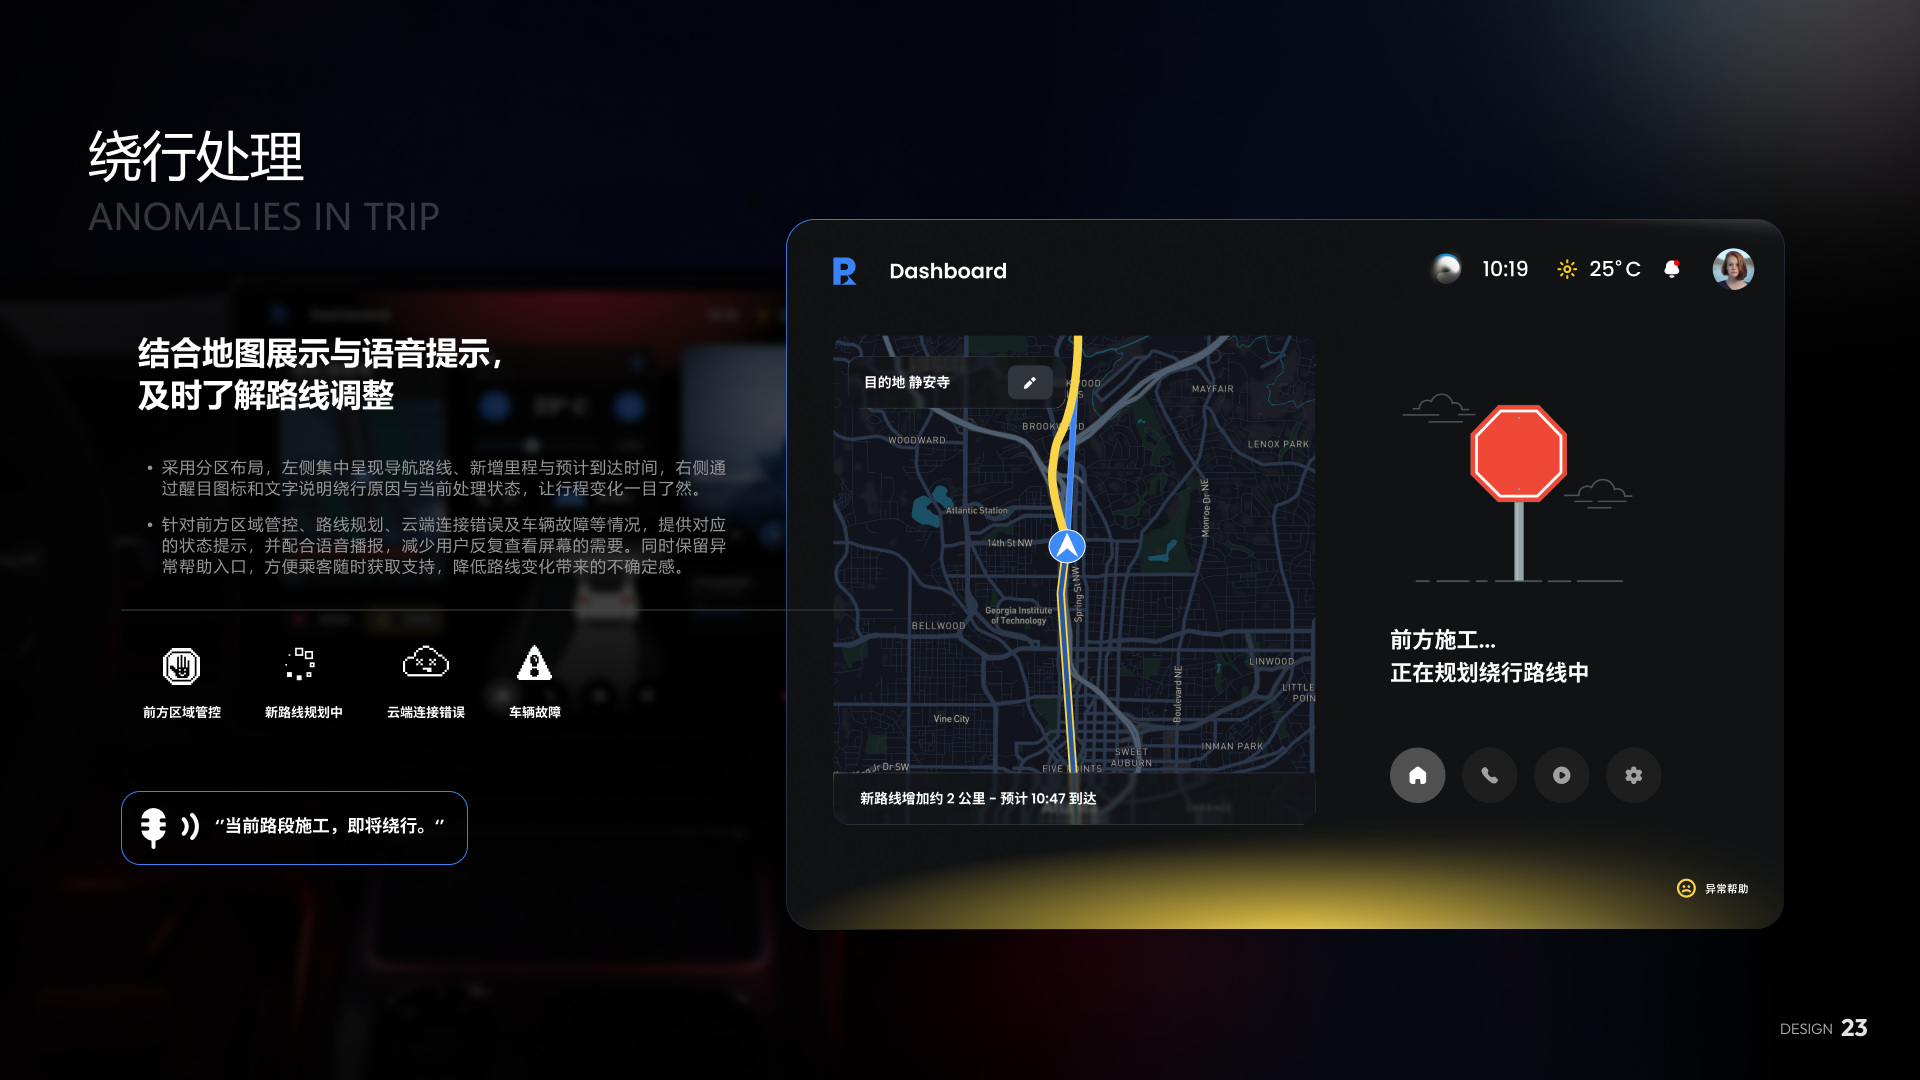 绕行处理
ANOMALIES IN TRIP
结合地图展示与语音提示，
及时了解路线调整
• 采用分区布局，左侧集中呈现导航路线、新增里程与预计到达时间，右侧通
过醒目图标和文字说明绕行原因与当前处理状态，让行程变化一目了然。
• 针对前方区域管控、路线规划、云端连接错误及车辆故障等情况，提供对应
的状态提示，并配合语音播报，减少用户反复查看屏幕的需要。同时保留异
常帮助入口，方便乘客随时获取支持，降低路线变化带来的不确定感。
前方区域管控
新路线规划中
云端连接错误
车辆故障
“当前路段施工，即将绕行。”
Dashboard
10:19
25°C
目的地 静安寺
MAYFAIR
WOODWARD
LENOX PARK
Atlantic Station
14th St NW
Monroe Dr NE
Spring St NW
Georgia Institute
of Technology
BELLWOOD
LINWOOD
LITTLE
Boulevard NE
Vine City
INMAN PARK
SWEET
AUBURN
Jr Dr SW
新路线增加约 2 公里 - 预计 10:47 到达
前方施工...
正在规划绕行路线中
异常帮助
DESIGN 23